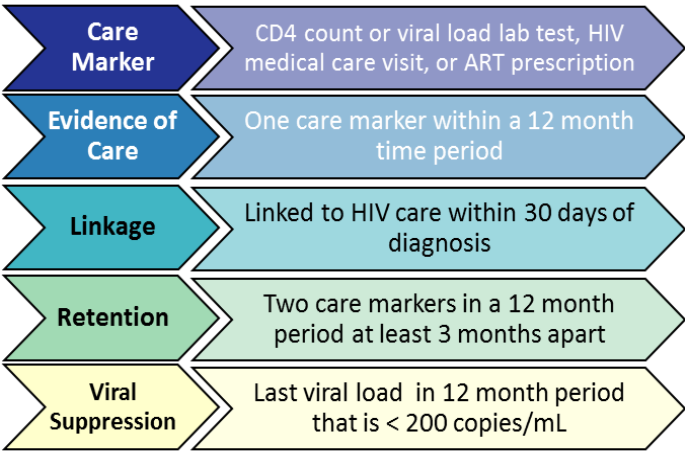 Care
Marker
CD4 count or viral load lab test, HIV
medical care visit, or ART prescription
Evidence of
Care
One care marker within a 12 month
time period
Linkage
Linked to HIV care within 30 days of
diagnosis
Retention
Two care markers in a 12 month
period at least 3 months apart
Viral
Suppression
Last viral load in 12 month period
that is < 200 copies/mL